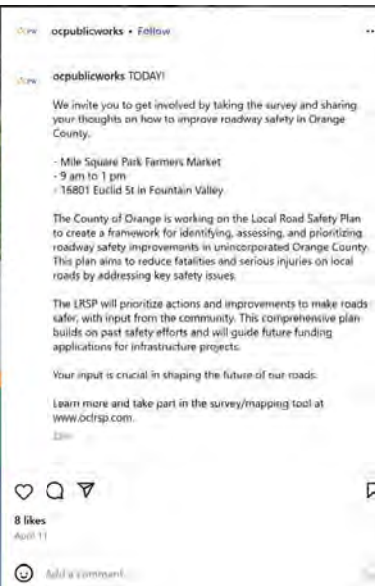 ocpublicworks • Follow
ocpublicworks TODAY!
We invite you to get involved by taking the survey and sharing
your thoughts on how to improve roadway safety in Orange
County.
- Mile Square Park Farmers Market
- 9 am to 1 pm
- 16801 Euclid St in Fountain Valley
The County of Orange is working on the Local Road Safety Plan
to create a framework for identifying, assessing, and prioritizing
roadway safety improvements in unincorporated Orange County.
This plan aims to reduce fatalities and serious injuries on local
roads by addressing key safety issues.
The LRSP will prioritize actions and improvements to make roads
safer, with input from the community. This comprehensive plan
builds on past safety efforts and will guide future funding
applications for infrastructure projects.
Your input is crucial in shaping the future of our roads.
Learn more and take part in the survey/mapping tool at
www.oclrsp.com.
8 likes
April 11
Add a comment...